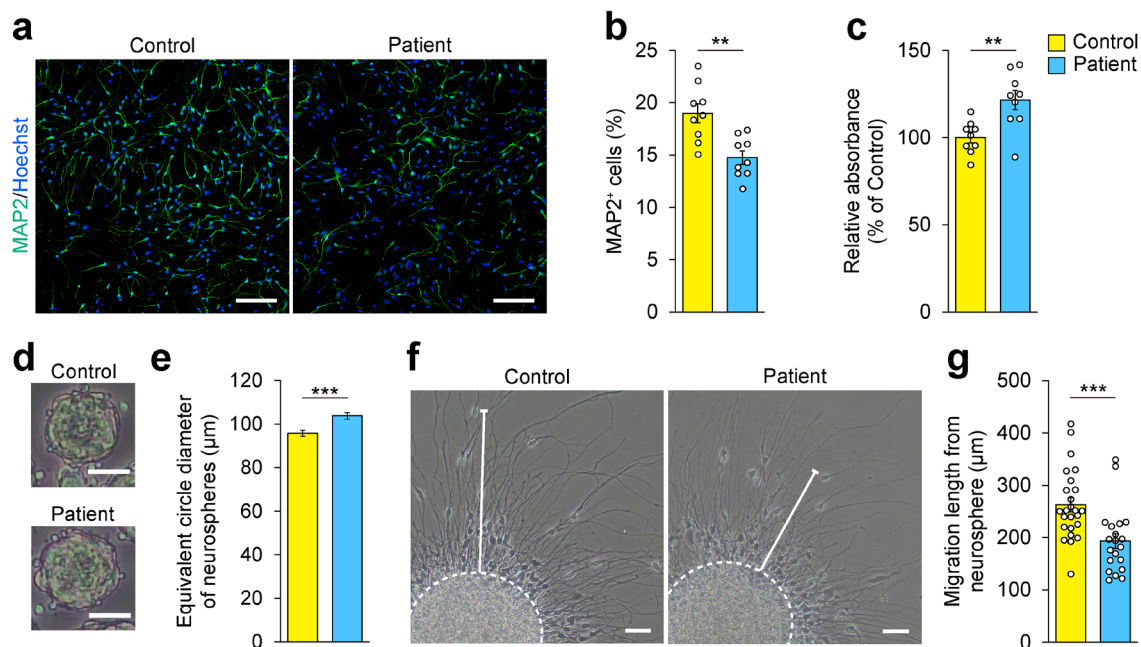 a
Control
Patient
MAP2/Hoechst
b
MAP2⁺ cells (%)
25
20
15
10
5
0
**
c
Relative absorbance
(% of Control)
150
100
50
0
**
Control
Patient
d
Control
Patient
e
Equivalent circle diameter
of neurospheres (µm)
120
100
80
60
40
20
0
***
f
Control
Patient
g
Migration length from
neurosphere (µm)
500
400
300
200
100
0
***